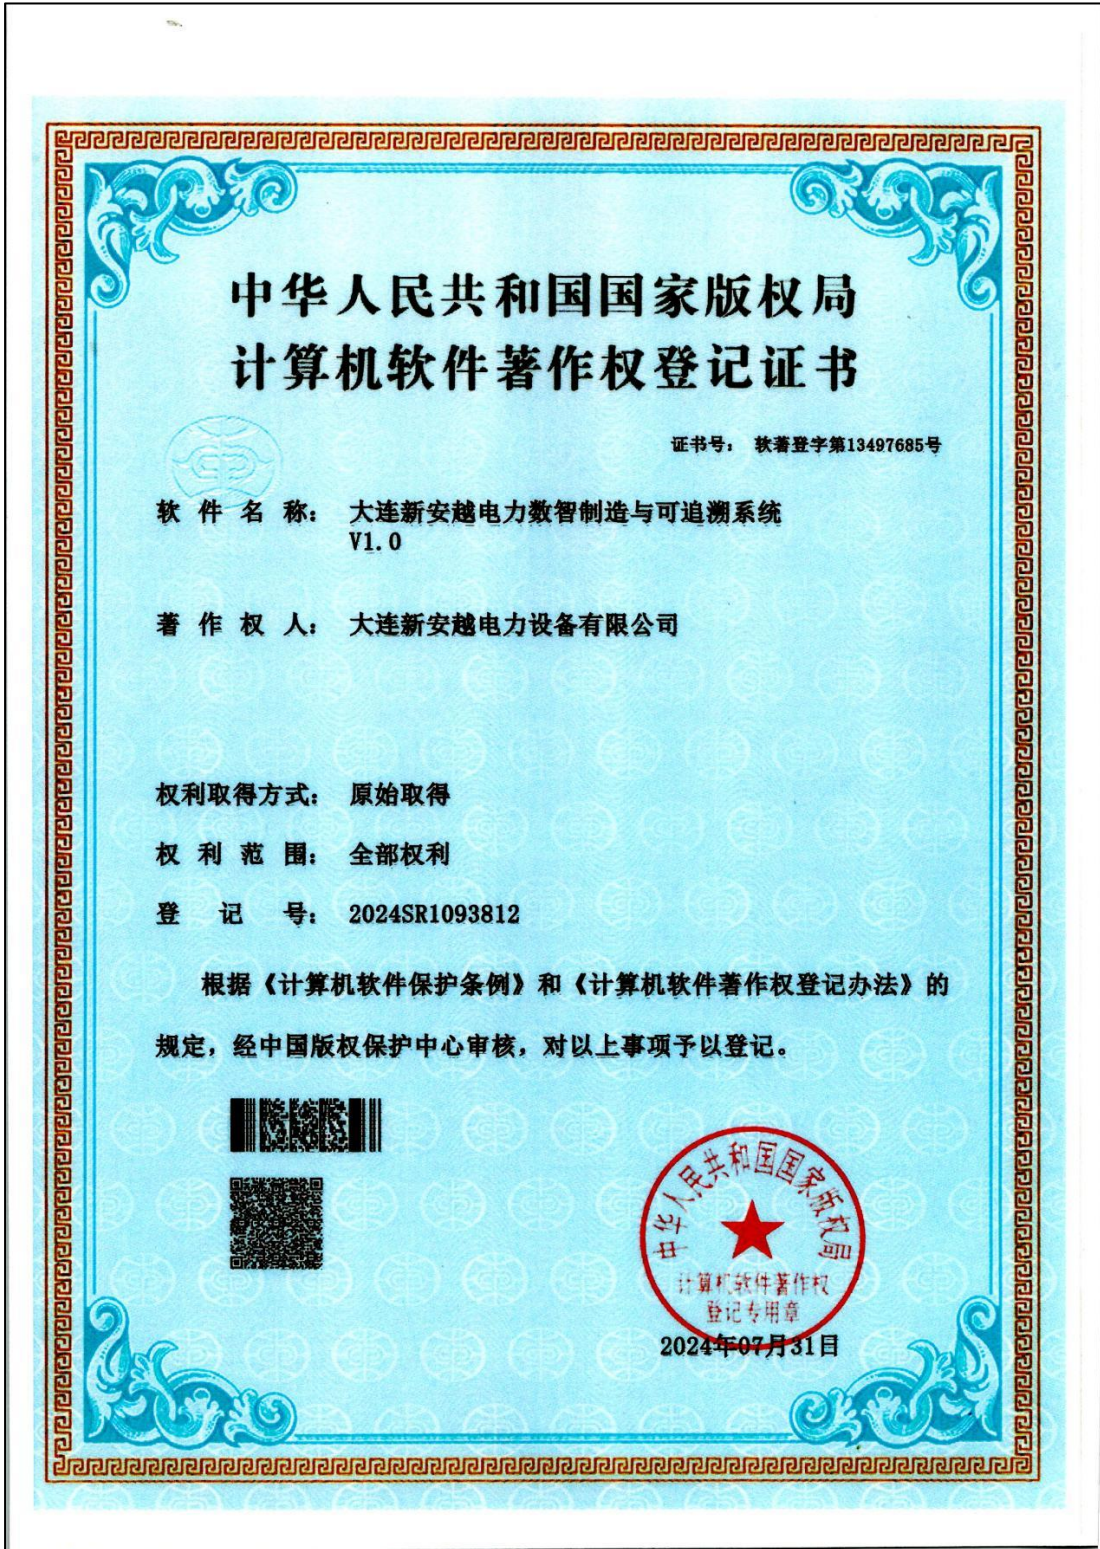 中华人民共和国国家版权局
计算机软件著作权登记证书
证书号： 软著登字第13497685号
软件名称： 大连新安越电力数智制造与可追溯系统
V1.0
著作权人： 大连新安越电力设备有限公司
权利取得方式： 原始取得
权利范围： 全部权利
登记号： 2024SR1093812
根据《计算机软件保护条例》和《计算机软件著作权登记办法》的
规定，经中国版权保护中心审核，对以上事项予以登记。
中华人民共和国国家版权局
计算机软件著作权
登记专用章
2024年07月31日